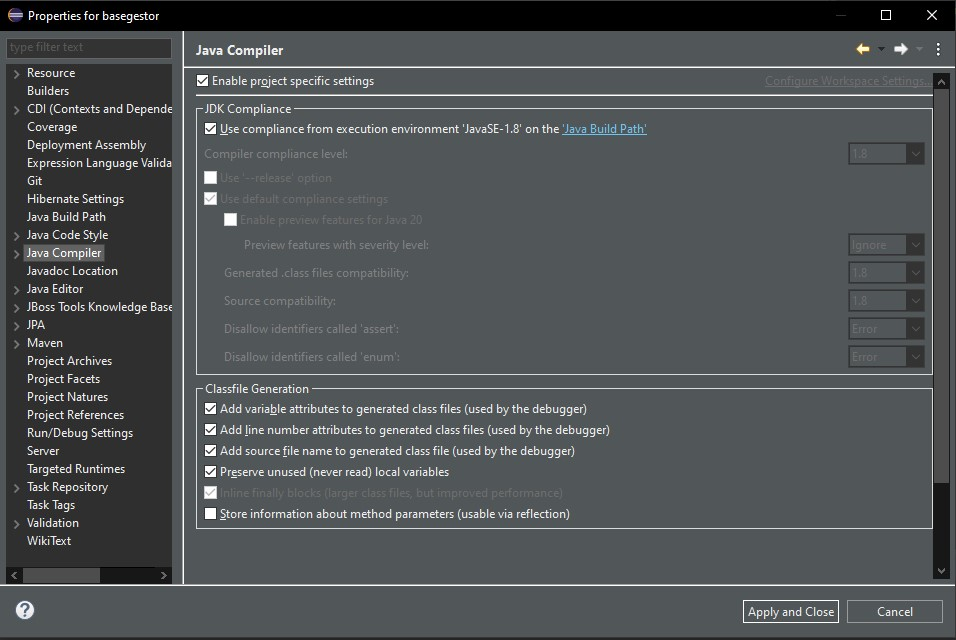 Properties for basegestor
type filter text
Resource
Builders
CDI (Contexts and Depende
Coverage
Deployment Assembly
Expression Language Valida
Git
Hibernate Settings
Java Build Path
Java Code Style
Java Compiler
Javadoc Location
Java Editor
JBoss Tools Knowledge Base
JPA
Maven
Project Archives
Project Facets
Project Natures
Project References
Run/Debug Settings
Server
Targeted Runtimes
Task Repository
Task Tags
Validation
WikiText
Java Compiler
Enable project specific settings
Configure Workspace Settings...
JDK Compliance
Use compliance from execution environment 'JavaSE-1.8' on the 'Java Build Path'
Compiler compliance level: 1.8
Use '--release' option
Use default compliance settings
Enable preview features for Java 20
Preview features with severity level: Ignore
Generated .class files compatibility: 1.8
Source compatibility: 1.8
Disallow identifiers called 'assert': Error
Disallow identifiers called 'enum': Error
Classfile Generation
Add variable attributes to generated class files (used by the debugger)
Add line number attributes to generated class files (used by the debugger)
Add source file name to generated class file (used by the debugger)
Preserve unused (never read) local variables
Inline finally blocks (larger class files, but improved performance)
Store information about method parameters (usable via reflection)
?
Apply and Close
Cancel